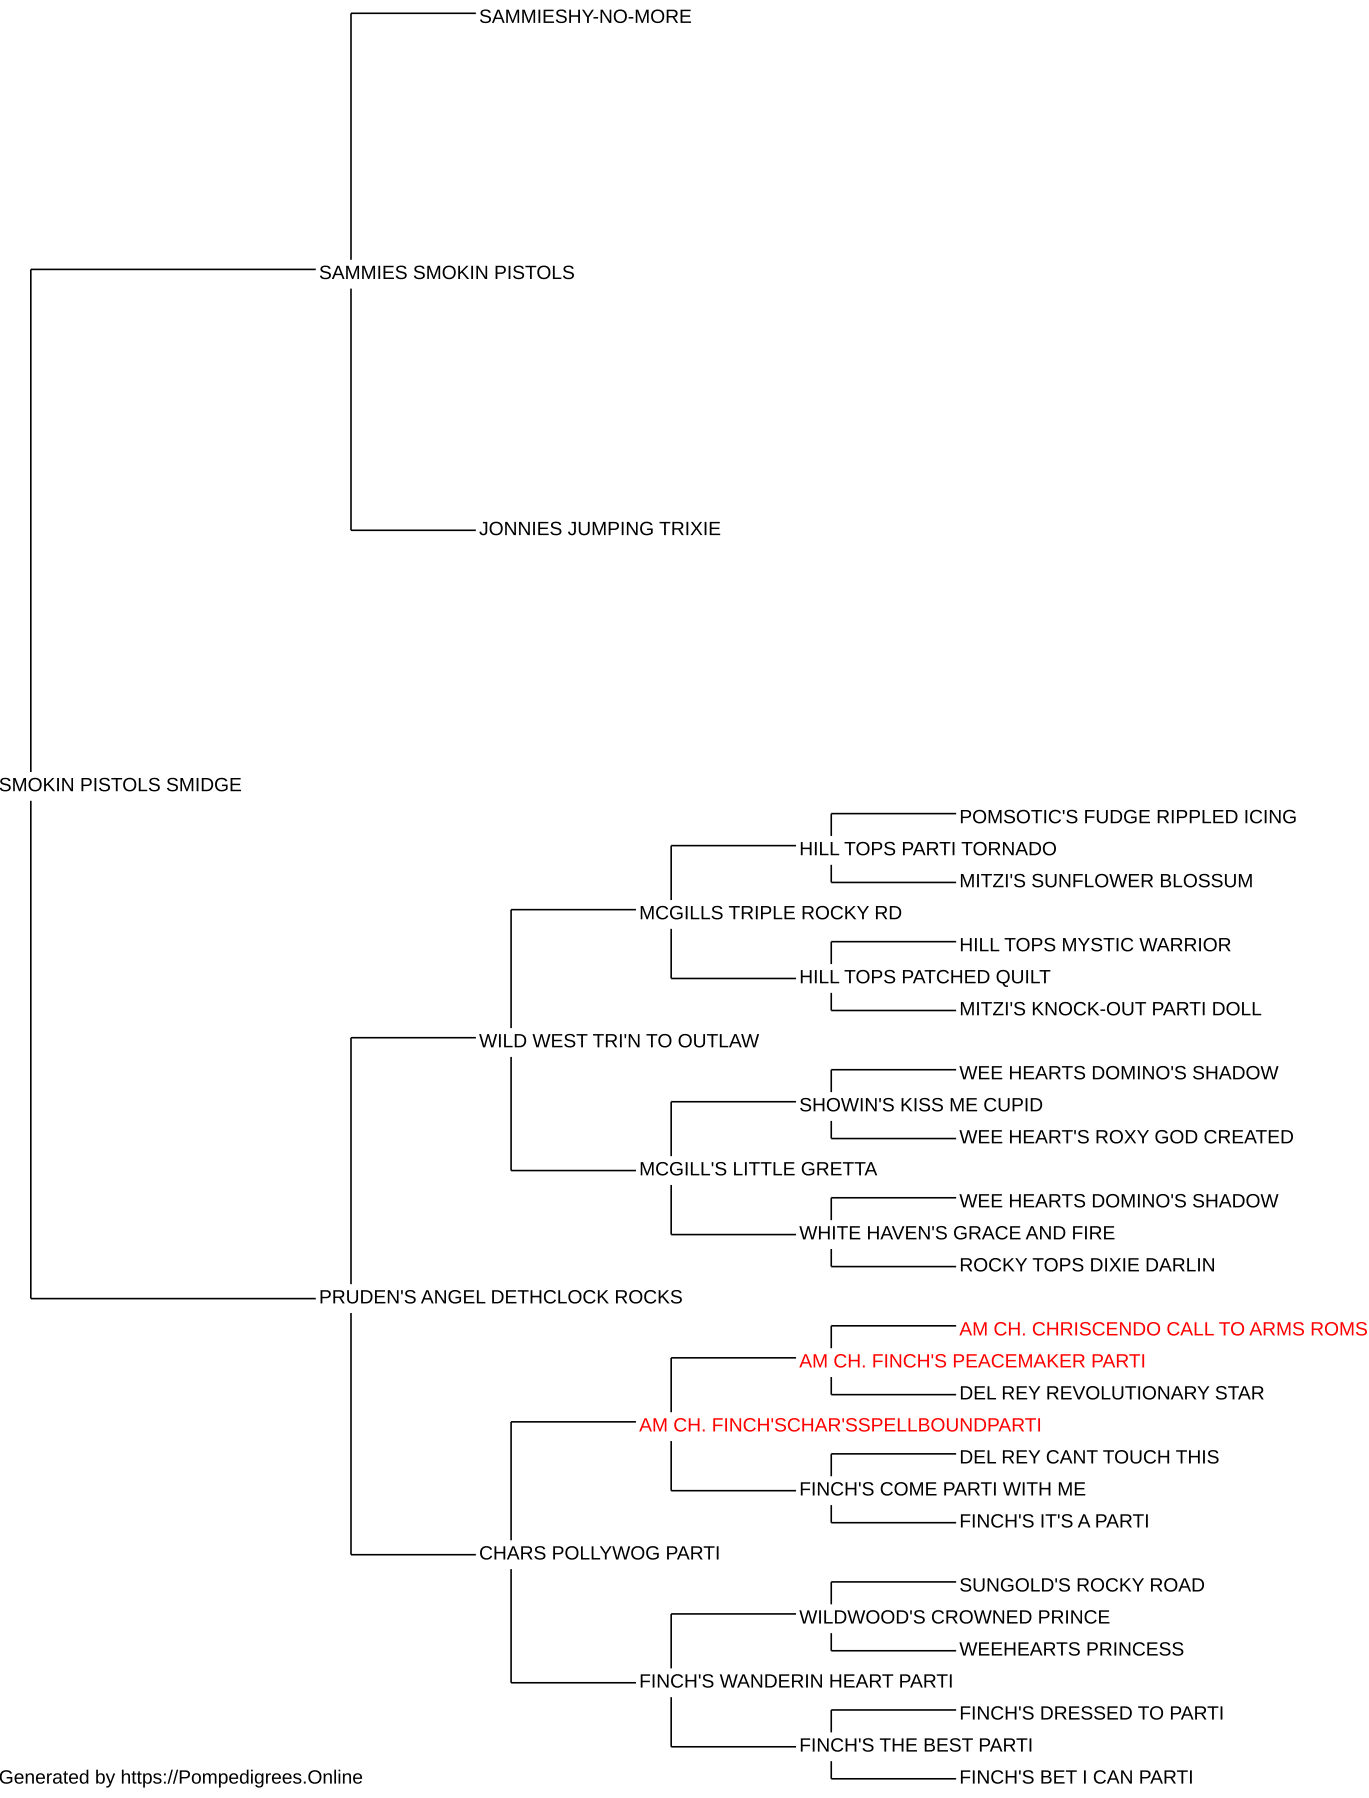 SAMMIESHY-NO-MORE
SAMMIES SMOKIN PISTOLS
JONNIES JUMPING TRIXIE
SMOKIN PISTOLS SMIDGE
POMSOTIC'S FUDGE RIPPLED ICING
HILL TOPS PARTI TORNADO
MITZI'S SUNFLOWER BLOSSUM
MCGILLS TRIPLE ROCKY RD
HILL TOPS MYSTIC WARRIOR
HILL TOPS PATCHED QUILT
MITZI'S KNOCK-OUT PARTI DOLL
WILD WEST TRI'N TO OUTLAW
WEE HEARTS DOMINO'S SHADOW
SHOWIN'S KISS ME CUPID
WEE HEART'S ROXY GOD CREATED
MCGILL'S LITTLE GRETTA
WEE HEARTS DOMINO'S SHADOW
WHITE HAVEN'S GRACE AND FIRE
ROCKY TOPS DIXIE DARLIN
PRUDEN'S ANGEL DETHCLOCK ROCKS
AM CH. CHRISCENDO CALL TO ARMS ROMS
AM CH. FINCH'S PEACEMAKER PARTI
DEL REY REVOLUTIONARY STAR
AM CH. FINCH'SCHAR'SSPELLBOUNDPARTI
DEL REY CANT TOUCH THIS
FINCH'S COME PARTI WITH ME
FINCH'S IT'S A PARTI
CHARS POLLYWOG PARTI
SUNGOLD'S ROCKY ROAD
WILDWOOD'S CROWNED PRINCE
WEEHEARTS PRINCESS
FINCH'S WANDERIN HEART PARTI
FINCH'S DRESSED TO PARTI
FINCH'S THE BEST PARTI
FINCH'S BET I CAN PARTI
Generated by https://Pompedigrees.Online